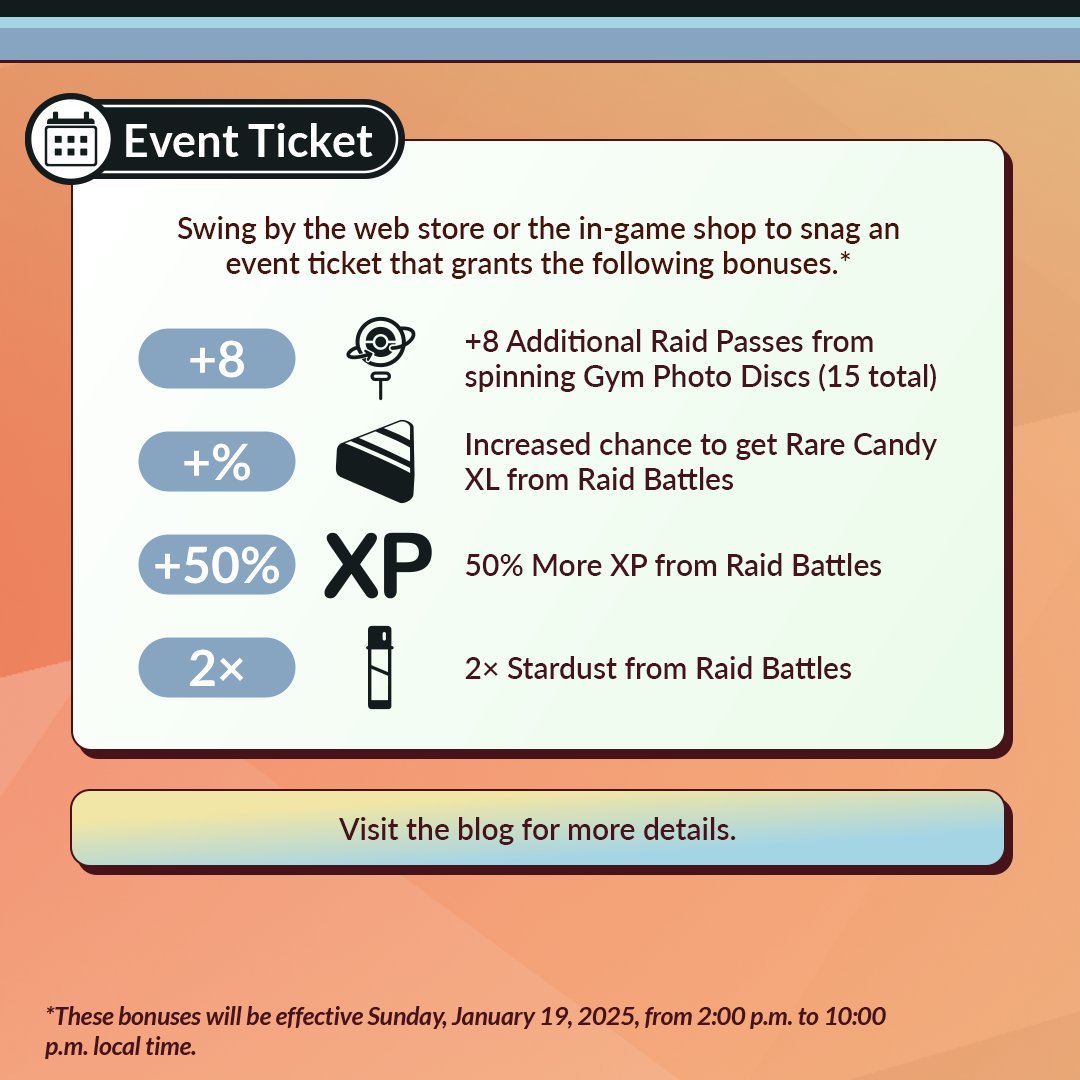 Event Ticket
Swing by the web store or the in-game shop to snag an
event ticket that grants the following bonuses.*
+8
+8 Additional Raid Passes from
spinning Gym Photo Discs (15 total)
+%
Increased chance to get Rare Candy
XL from Raid Battles
+50%
XP
50% More XP from Raid Battles
2×
2× Stardust from Raid Battles
Visit the blog for more details.
*These bonuses will be effective Sunday, January 19, 2025, from 2:00 p.m. to 10:00
p.m. local time.